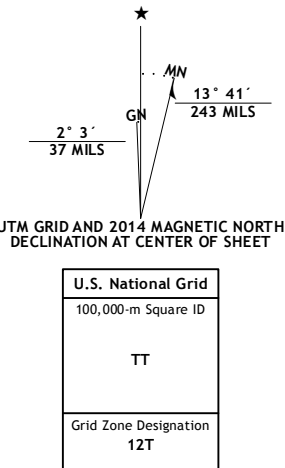 MN
13° 41´
243 MILS
GN
2° 3´
37 MILS
UTM GRID AND 2014 MAGNETIC NORTH
DECLINATION AT CENTER OF SHEET
U.S. National Grid
100,000-m Square ID
TT
Grid Zone Designation
12T